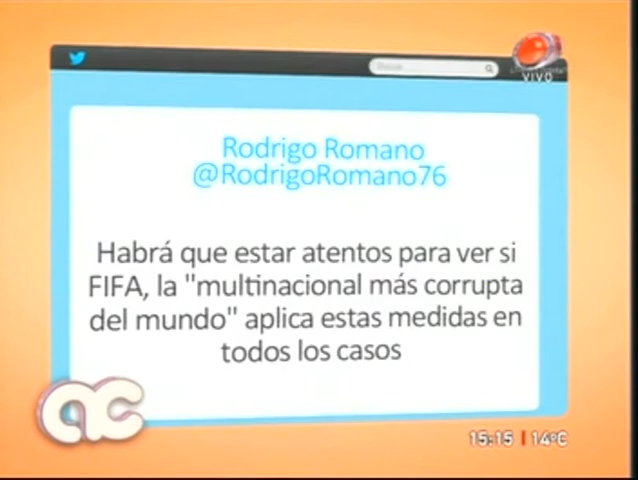 VIVO
Rodrigo Romano
@RodrigoRomano76
Habrá que estar atentos para ver si
FIFA, la "multinacional más corrupta
del mundo" aplica estas medidas en
todos los casos
ac
15:15 | 14ºC